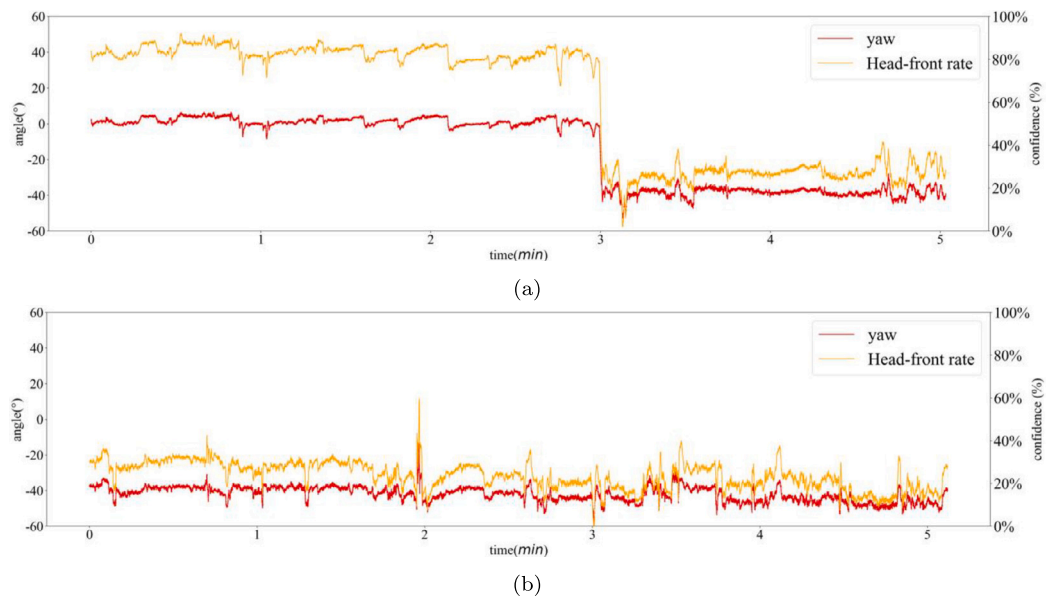 60
40
20
0
-20
-40
-60
angle(°)
100%
80%
60%
40%
20%
0%
confidence (%)
yaw
Head-front rate
0 1 2 3 4 5
time(min)
(a)
60
40
20
0
-20
-40
-60
angle(°)
100%
80%
60%
40%
20%
0%
confidence (%)
yaw
Head-front rate
0 1 2 3 4 5
time(min)
(b)